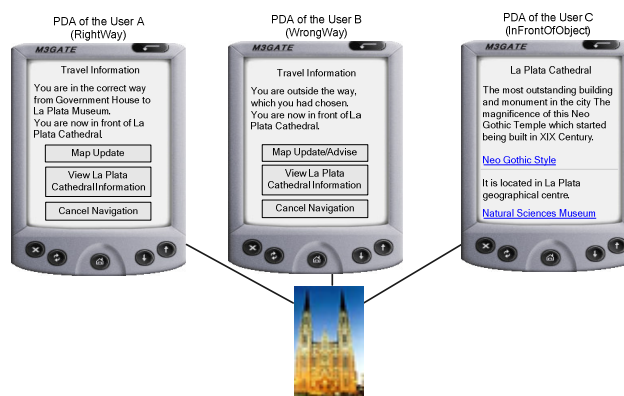 PDA of the User A
(RightWay)
M3GATE
Travel Information
You are in the correct way
from Government House to
La Plata Museum.
You are now in front of La
Plata Cathedral.
Map Update
View La Plata
Cathedral Information
Cancel Navigation
PDA of the User B
(WrongWay)
M3GATE
Travel Information
You are outside the way,
which you had chosen.
You are now in front of La
Plata Cathedral.
Map Update/Advise
View La Plata
Cathedral Information
Cancel Navigation
PDA of the User C
(InFrontOfObject)
M3GATE
La Plata Cathedral
The most outstanding building
and monument in the city The
magnificence of this Neo
Gothic Temple which started
being built in XIX Century.
Neo Gothic Style
It is located in La Plata
geographical centre.
Natural Sciences Museum